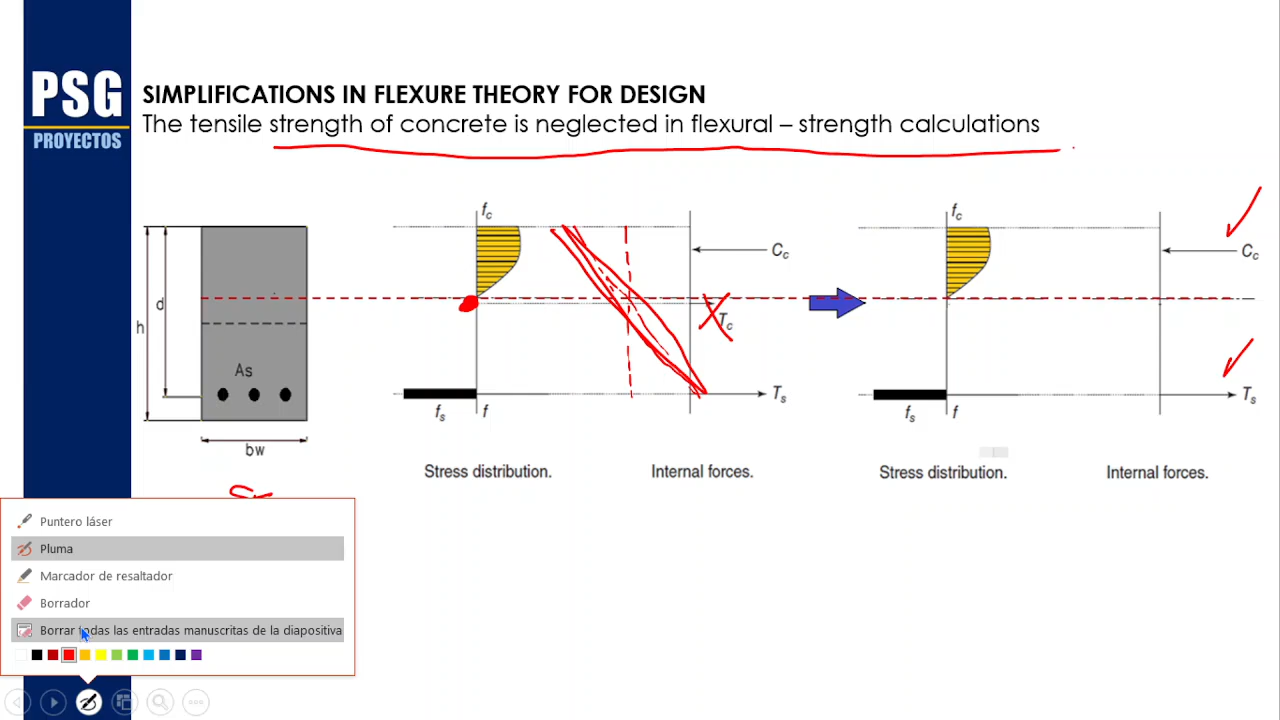 PSG
PROYECTOS
SIMPLIFICATIONS IN FLEXURE THEORY FOR DESIGN
The tensile strength of concrete is neglected in flexural – strength calculations
d
h
As
bw
fc
Cc
Tc
Ts
fs
f
Stress distribution.
Internal forces.
fc
Cc
Ts
fs
f
Stress distribution.
Internal forces.
Puntero láser
Pluma
Marcador de resaltador
Borrador
Borrar todas las entradas manuscritas de la diapositiva